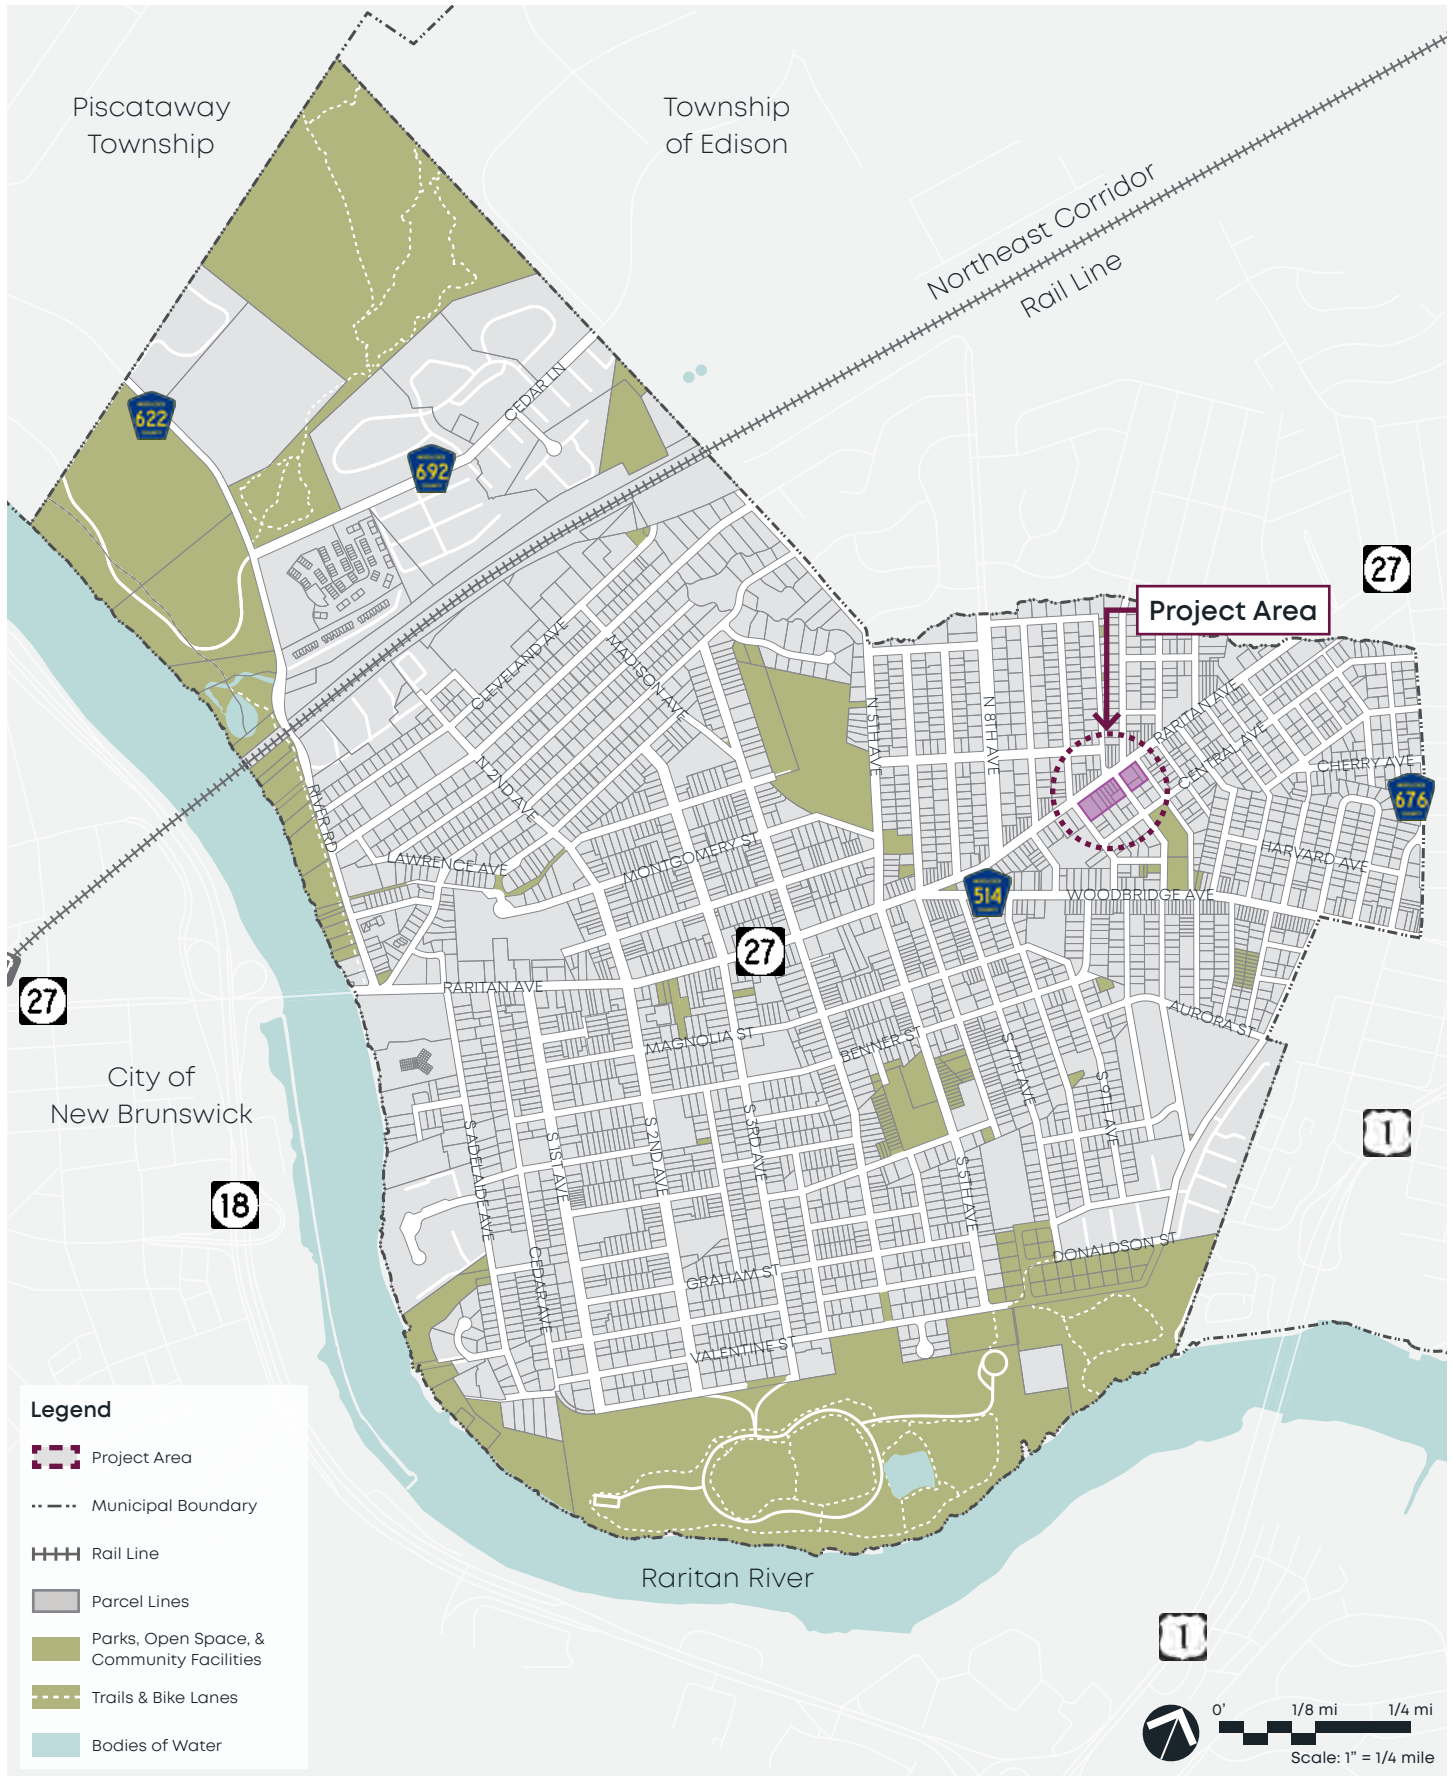 Piscataway
Township
Township
of Edison
Northeast Corridor
Rail Line
CEDAR LN
622
692
27
Project Area
CLEVELAND AVE
MADISON AVE
N 5TH AVE
N 8TH AVE
RARITAN AVE
CENTRAL AVE
CHERRY AVE
676
N 2ND AVE
RIVER RD
LAWRENCE AVE
MONTGOMERY ST
HARVARD AVE
514
WOODBRIDGE AVE
27
27
RARITAN AVE
MAGNOLIA ST
BENNER ST
AURORA ST
S 7TH AVE
S 9TH AVE
City of
New Brunswick
1
18
S ADELAIDE AVE
S 1ST AVE
S 2ND AVE
S 3RD AVE
S 5TH AVE
CEDAR AVE
GRAHAM ST
DONALDSON ST
VALENTINE ST
Raritan River
1
Legend
Project Area
Municipal Boundary
Rail Line
Parcel Lines
Parks, Open Space, &
Community Facilities
Trails & Bike Lanes
Bodies of Water
0' 1/8 mi 1/4 mi
Scale: 1" = 1/4 mile